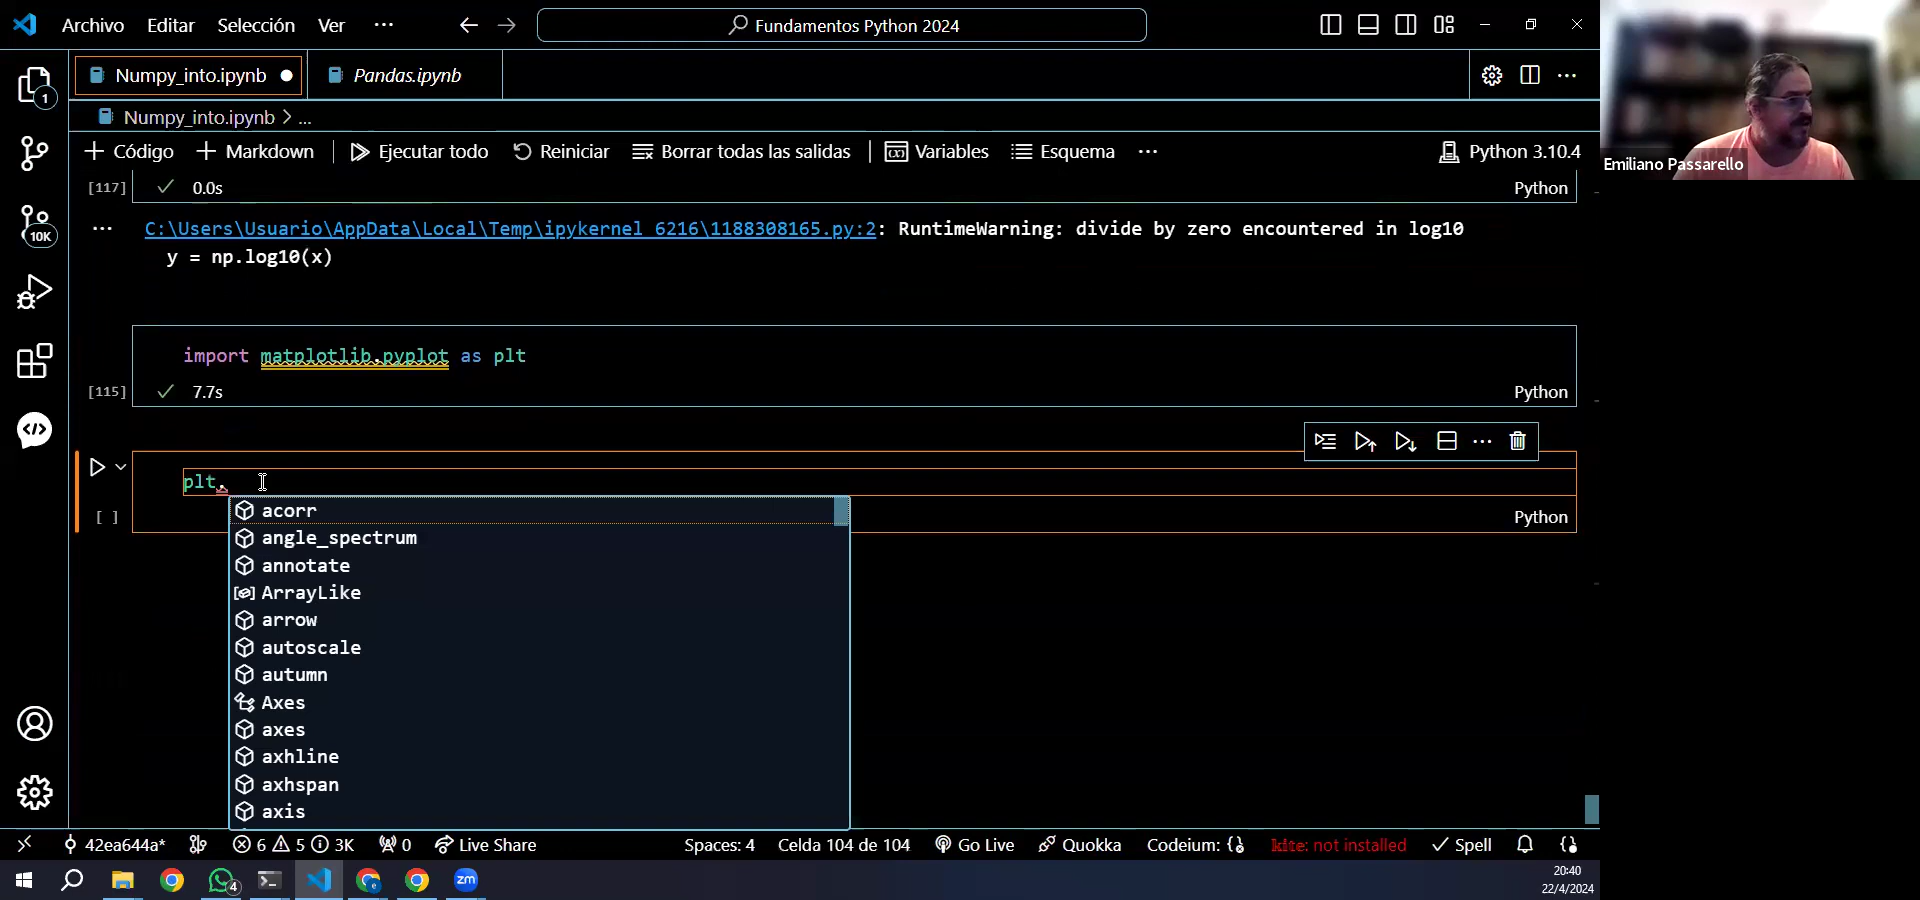 Archivo Editar Selección Ver ···
Fundamentos Python 2024
Numpy_into.ipynb
Pandas.ipynb
Numpy_into.ipynb > ...
Código
Markdown
Ejecutar todo
Reiniciar
Borrar todas las salidas
Variables
Esquema
···
Python 3.10.4
Emiliano Passarello
[117]
0.0s
Python
C:\Users\Usuario\AppData\Local\Temp\ipykernel_6216\1188308165.py:2: RuntimeWarning: divide by zero encountered in log10
y = np.log10(x)
import matplotlib.pyplot as plt
[115]
7.7s
Python
plt.
[ ]
Python
acorr
angle_spectrum
annotate
ArrayLike
arrow
autoscale
autumn
Axes
axes
axhline
axhspan
axis
1
10K
42ea644a*
6 5 3K
0
Live Share
Spaces: 4
Celda 104 de 104
Go Live
Quokka
Codeium: {}
kite: not installed
Spell
4
zm
20:40
22/4/2024